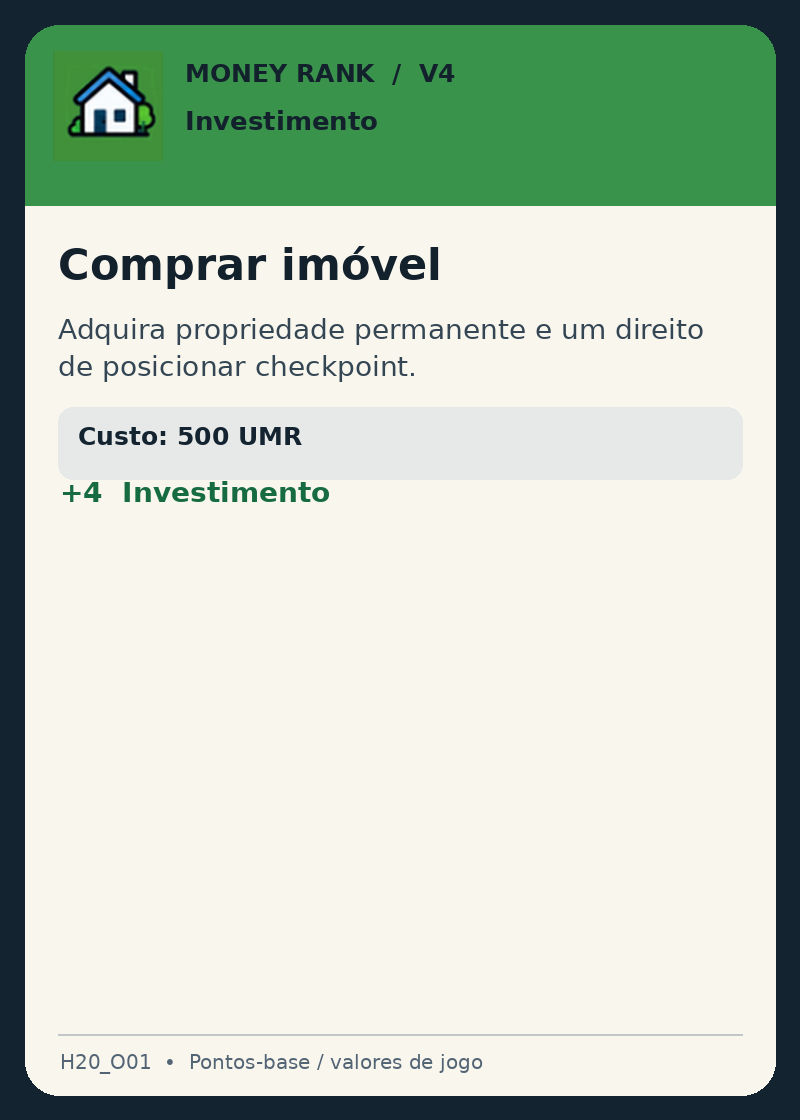 MONEY RANK / V4
Investimento
Comprar imóvel
Adquira propriedade permanente e um direito
de posicionar checkpoint.
Custo: 500 UMR
+4 Investimento
H20_O01 • Pontos-base / valores de jogo